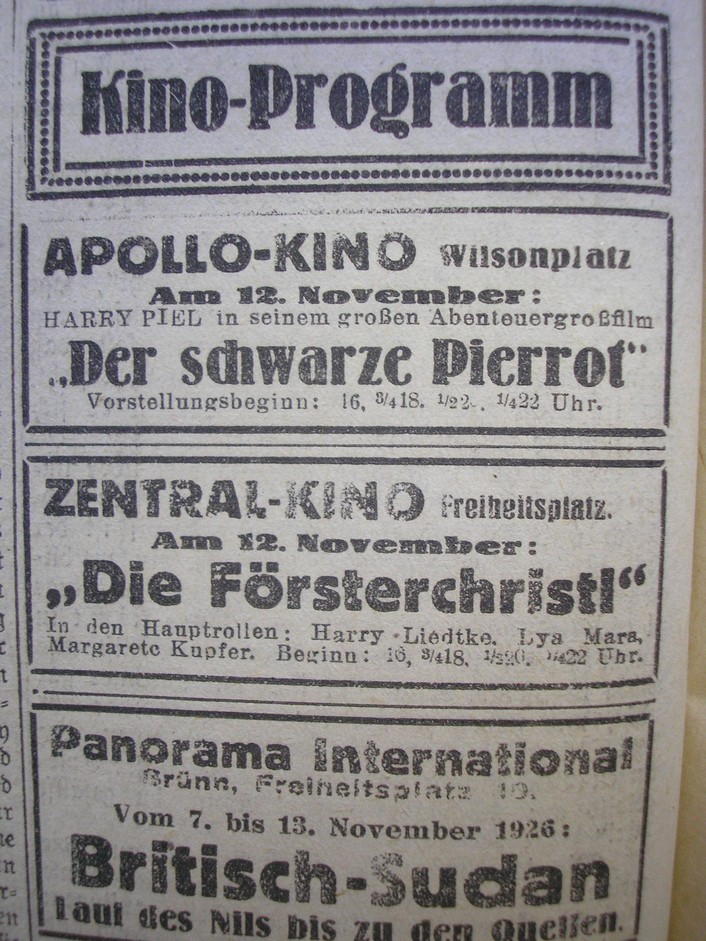 Kino-Programm
APOLLO-KINO Wilsonplatz
Am 12. November:
HARRY PIEL in seinem großen Abenteuergroßfilm
„Der schwarze Pierrot“
Vorstellungsbeginn: 16, ¾18. ¼22 Uhr.
ZENTRAL-KINO Freiheitsplatz.
Am 12. November:
„Die Försterchristl“
In den Hauptrollen: Harry Liedtke, Lya Mara,
Margarete Kupfer. Beginn: 16, ¾18, ½20, ¼22 Uhr.
Panorama International
Brünn, Freiheitsplatz 10.
Vom 7. bis 13. November 1926:
Britisch-Sudan
Lauf des Nils bis zu den Quellen.